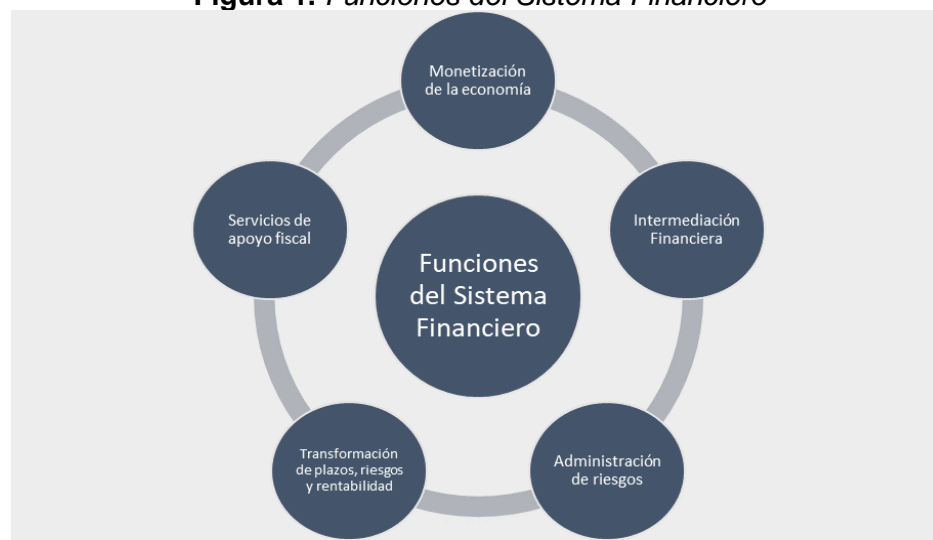 Figura 1. Funciones del Sistema Financiero
Monetización
de la economía
Intermediación
Financiera
Administración
de riesgos
Transformación
de plazos, riesgos
y rentabilidad
Servicios de
apoyo fiscal
Funciones
del Sistema
Financiero